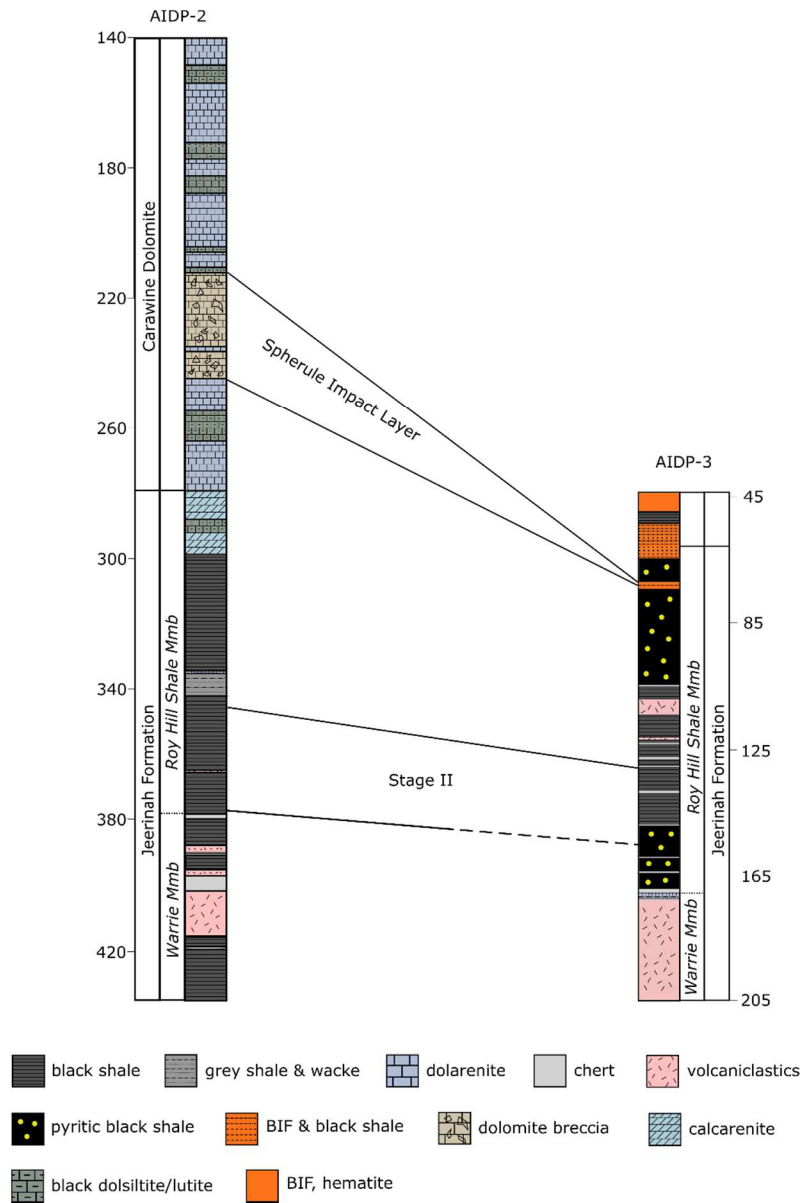 AIDP-2
140
180
220
260
300
340
380
420
Carawine Dolomite
Jeerinah Formation
Roy Hill Shale Mmb
Warrie Mmb
Spherule Impact Layer
Stage II
AIDP-3
45
85
125
165
205
Roy Hill Shale Mmb
Warrie Mmb
Jeerinah Formation
black shale
grey shale & wacke
dolarenite
chert
volcaniclastics
pyritic black shale
BIF & black shale
dolomite breccia
calcarenite
black dolsiltite/lutite
BIF, hematite